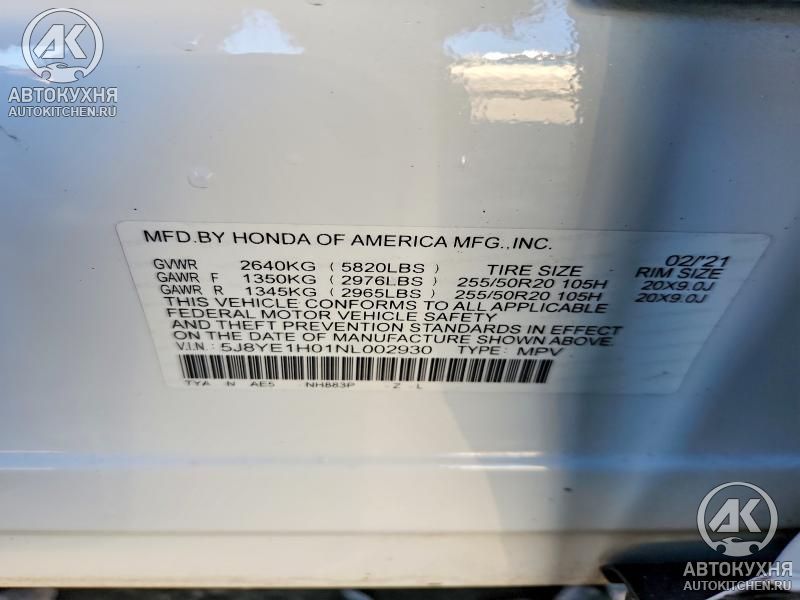 AK
АВТОКУХНЯ
AUTOKITCHEN.RU
MFD.BY HONDA OF AMERICA MFG.,INC.
02/'21
GVWR 2640KG (5820LBS) TIRE SIZE RIM SIZE
GAWR F 1350KG (2976LBS) 255/50R20 105H 20X9.0J
GAWR R 1345KG (2965LBS) 255/50R20 105H 20X9.0J
THIS VEHICLE CONFORMS TO ALL APPLICABLE
FEDERAL MOTOR VEHICLE SAFETY
AND THEFT PREVENTION STANDARDS IN EFFECT
ON THE DATE OF MANUFACTURE SHOWN ABOVE.
V.I.N: 5J8YE1H01NL002930 TYPE: MPV
TYA N AE5 NH883P Z L
AK
АВТОКУХНЯ
AUTOKITCHEN.RU